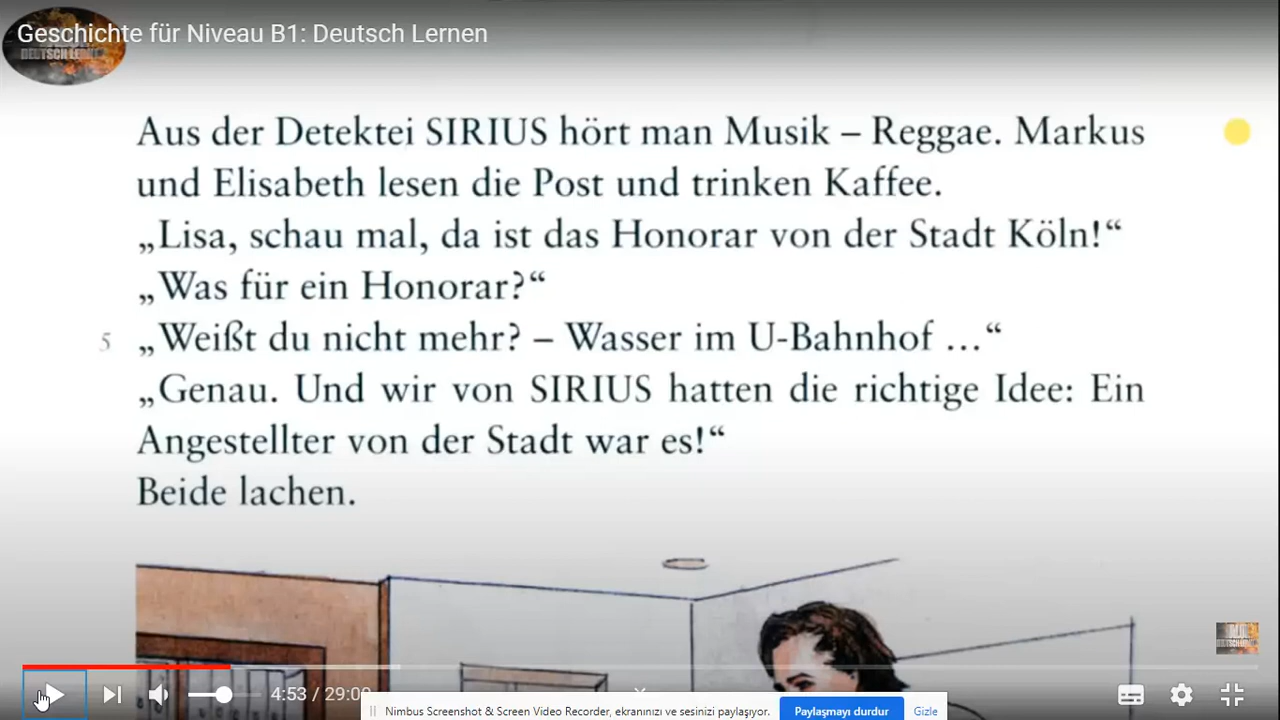 Geschichte für Niveau B1: Deutsch Lernen
Aus der Detektei SIRIUS hört man Musik – Reggae. Markus
und Elisabeth lesen die Post und trinken Kaffee.
„Lisa, schau mal, da ist das Honorar von der Stadt Köln!“
„Was für ein Honorar?“
5 „Weißt du nicht mehr? – Wasser im U-Bahnhof …“
„Genau. Und wir von SIRIUS hatten die richtige Idee: Ein
Angestellter von der Stadt war es!“
Beide lachen.
4:53 / 29:00
Nimbus Screenshot & Screen Video Recorder, ekranınızı ve sesinizi paylaşıyor.
Paylaşmayı durdur
Gizle